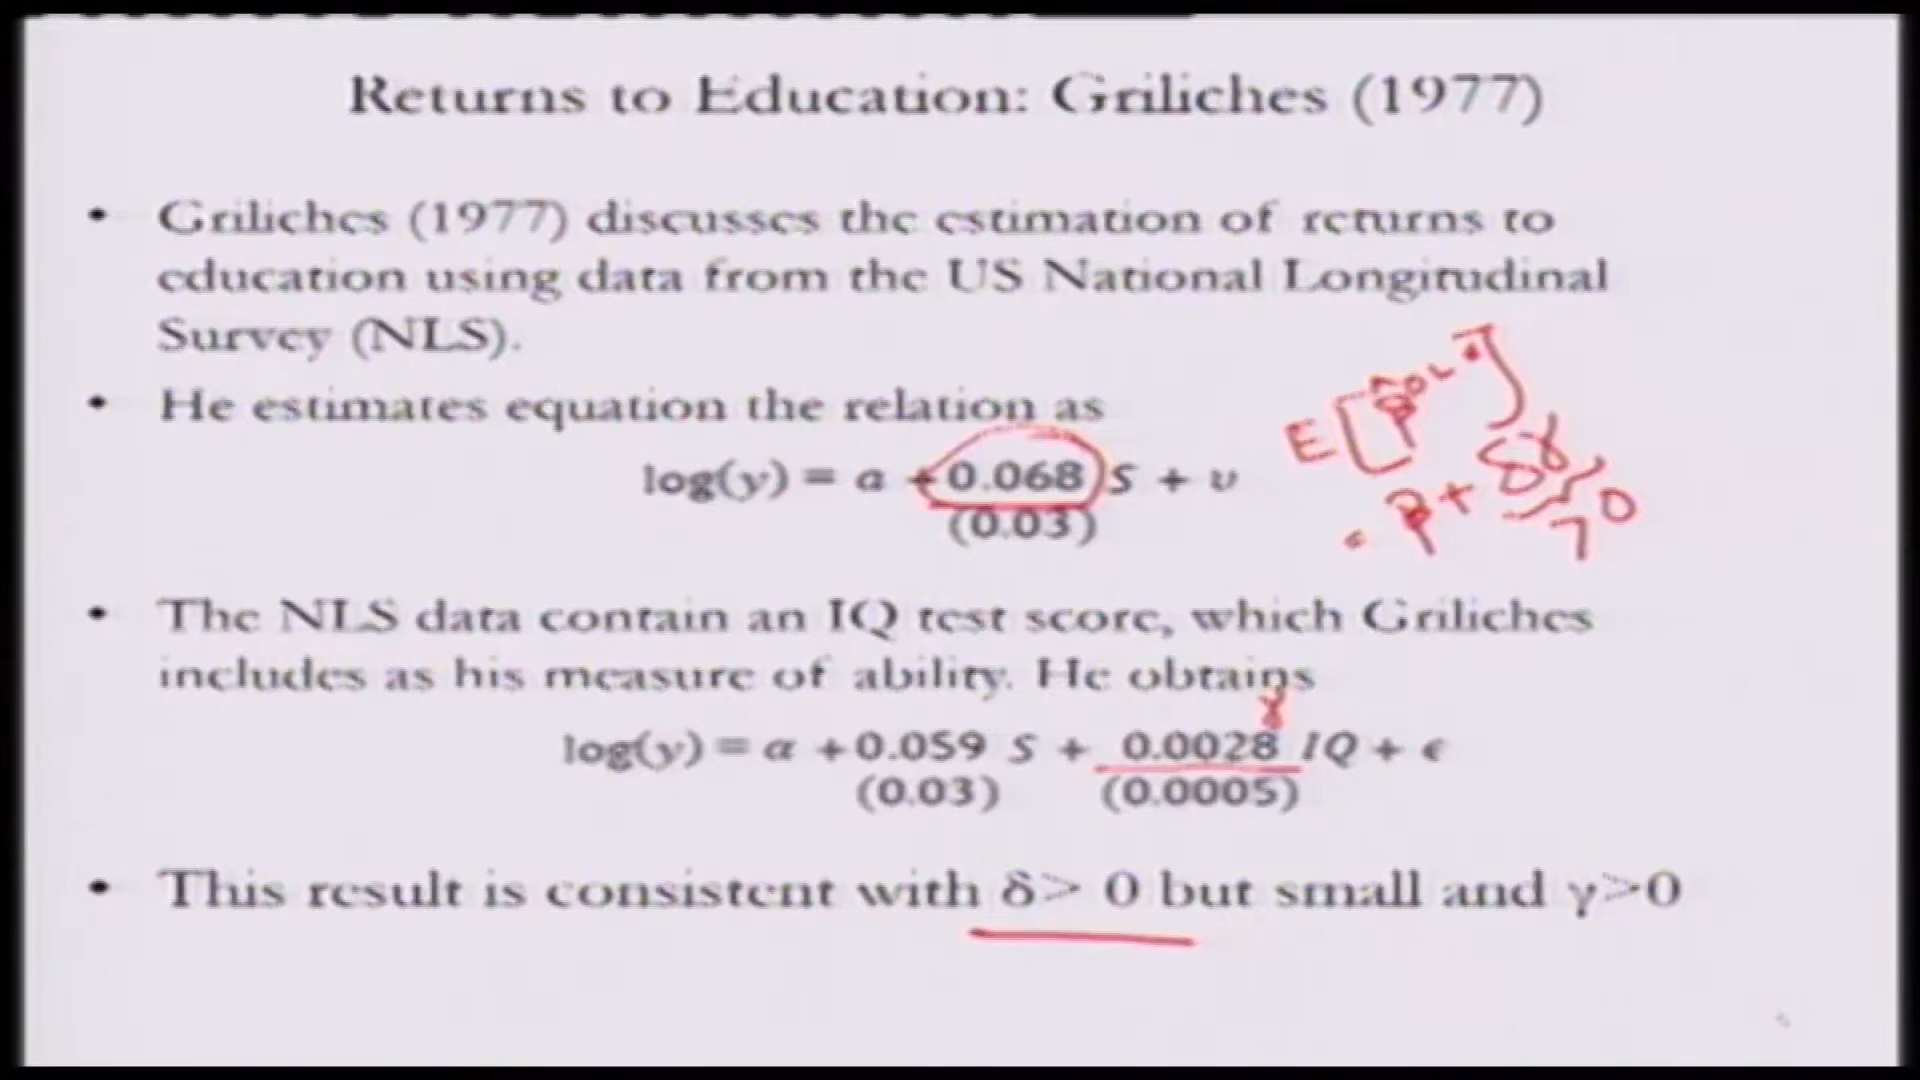 Returns to Education: Griliches (1977)
• Griliches (1977) discusses the estimation of returns to
education using data from the US National Longitudinal
Survey (NLS).
• He estimates equation the relation as
log(y) = α + 0.068 S + υ
(0.03)
E[
• The NLS data contain an IQ test score, which Griliches
includes as his measure of ability. He obtains
γ
log(y) = α + 0.059 S + 0.0028 IQ + ϵ
(0.03) (0.0005)
• This result is consistent with δ> 0 but small and γ>0